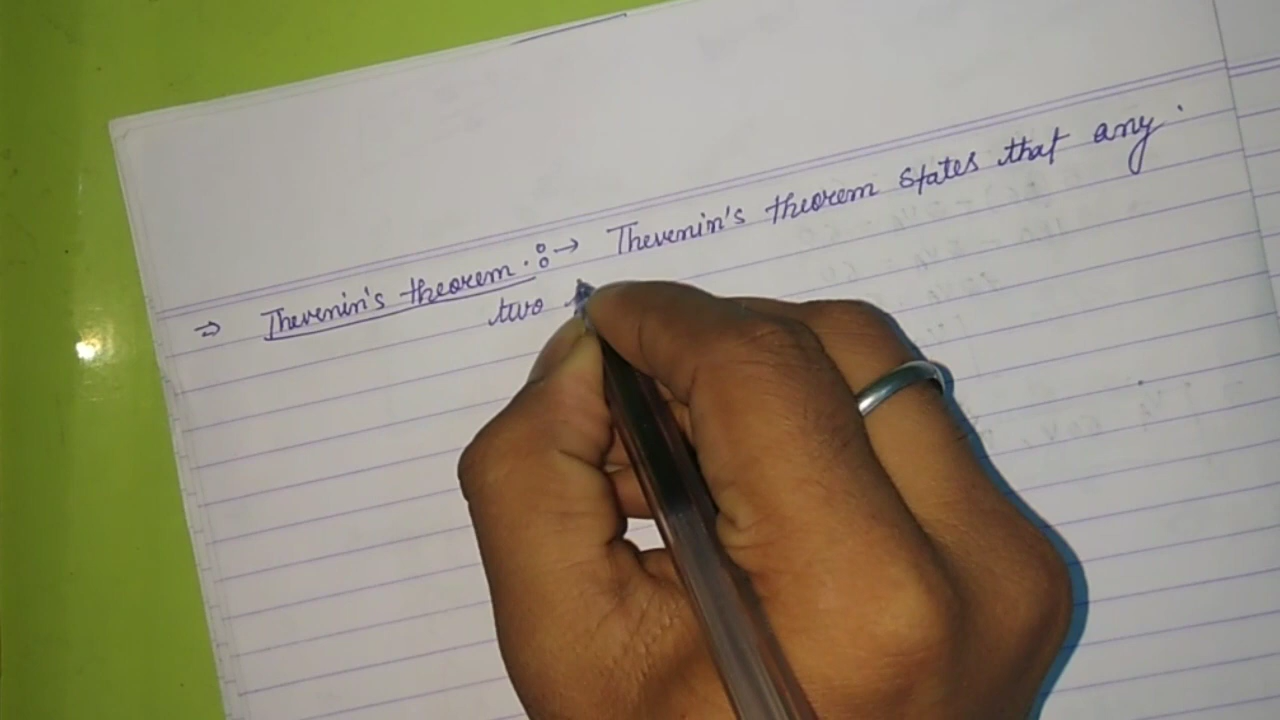 ⇒ Thevenin's theorem :→ Thevenin's theorem states that any
two